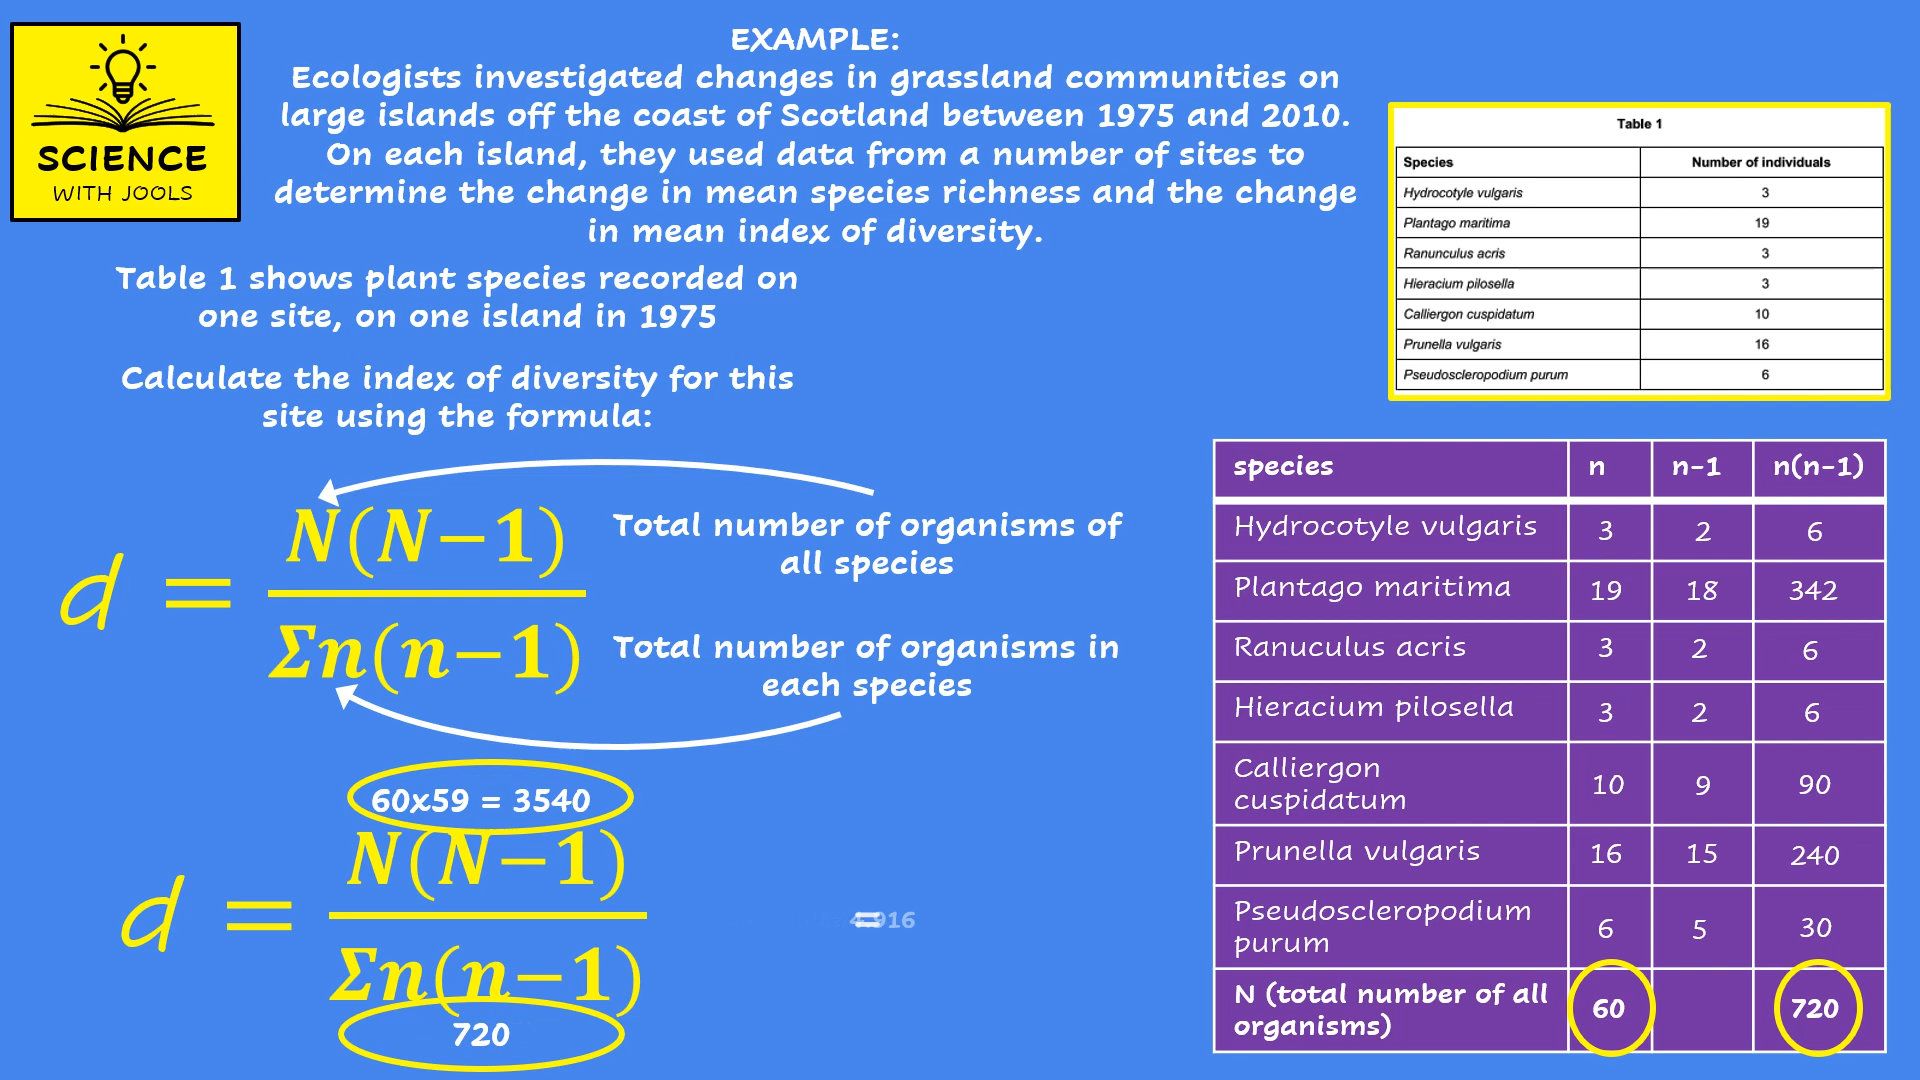 SCIENCE
WITH JOOLS
EXAMPLE:
Ecologists investigated changes in grassland communities on
large islands off the coast of Scotland between 1975 and 2010.
On each island, they used data from a number of sites to
determine the change in mean species richness and the change
in mean index of diversity.
Table 1 shows plant species recorded on
one site, on one island in 1975
Calculate the index of diversity for this
site using the formula:
Table 1
Species Number of individuals
Hydrocotyle vulgaris 3
Plantago maritima 19
Ranunculus acris 3
Hieracium pilosella 3
Calliergon cuspidatum 10
Prunella vulgaris 16
Pseudoscleropodium purum 6
d = N(N−1) / Σn(n−1)
Total number of organisms of
all species
Total number of organisms in
each species
60x59 = 3540
d = N(N−1) / Σn(n−1)
720
= 4.916
species n n-1 n(n-1)
Hydrocotyle vulgaris 3 2 6
Plantago maritima 19 18 342
Ranuculus acris 3 2 6
Hieracium pilosella 3 2 6
Calliergon
cuspidatum 10 9 90
Prunella vulgaris 16 15 240
Pseudoscleropodium
purum 6 5 30
N (total number of all
organisms) 60 720